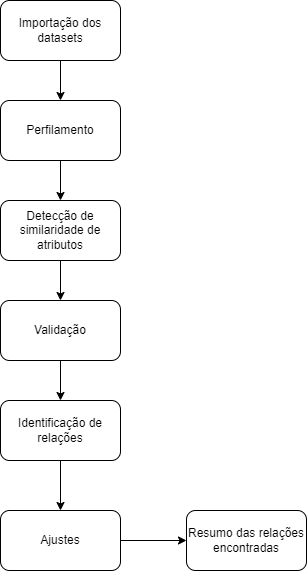 Importação dos
datasets
Perfilamento
Detecção de
similaridade de
atributos
Validação
Identificação de
relações
Ajustes
Resumo das relações
encontradas